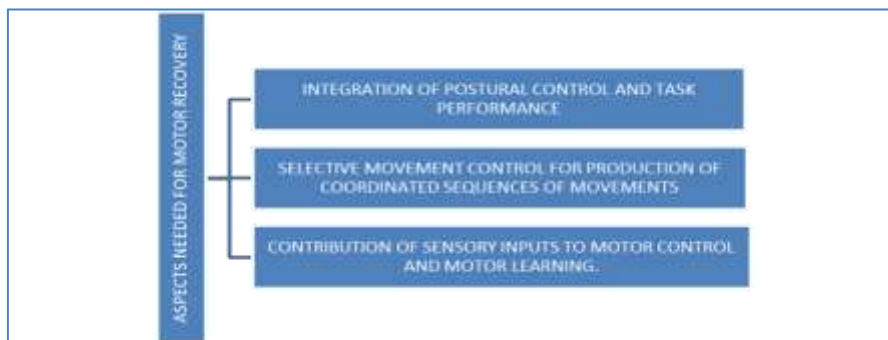 ASPECTS NEEDED FOR MOTOR RECOVERY
INTEGRATION OF POSTURAL CONTROL AND TASK
PERFORMANCE
SELECTIVE MOVEMENT CONTROL FOR PRODUCTION OF
COORDINATED SEQUENCES OF MOVEMENTS
CONTRIBUTION OF SENSORY INPUTS TO MOTOR CONTROL
AND MOTOR LEARNING.